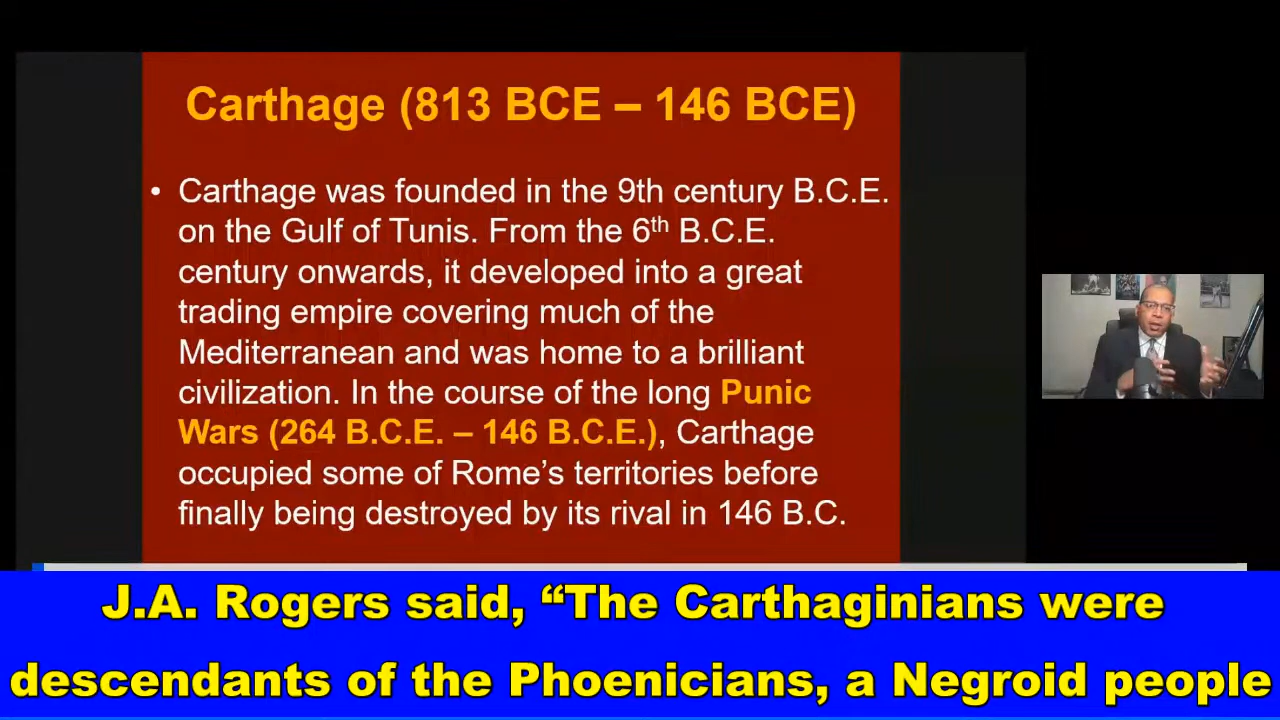 Carthage (813 BCE – 146 BCE)
• Carthage was founded in the 9th century B.C.E.
on the Gulf of Tunis. From the 6th B.C.E.
century onwards, it developed into a great
trading empire covering much of the
Mediterranean and was home to a brilliant
civilization. In the course of the long Punic
Wars (264 B.C.E. – 146 B.C.E.), Carthage
occupied some of Rome’s territories before
finally being destroyed by its rival in 146 B.C.
J.A. Rogers said, “The Carthaginians were
descendants of the Phoenicians, a Negroid people